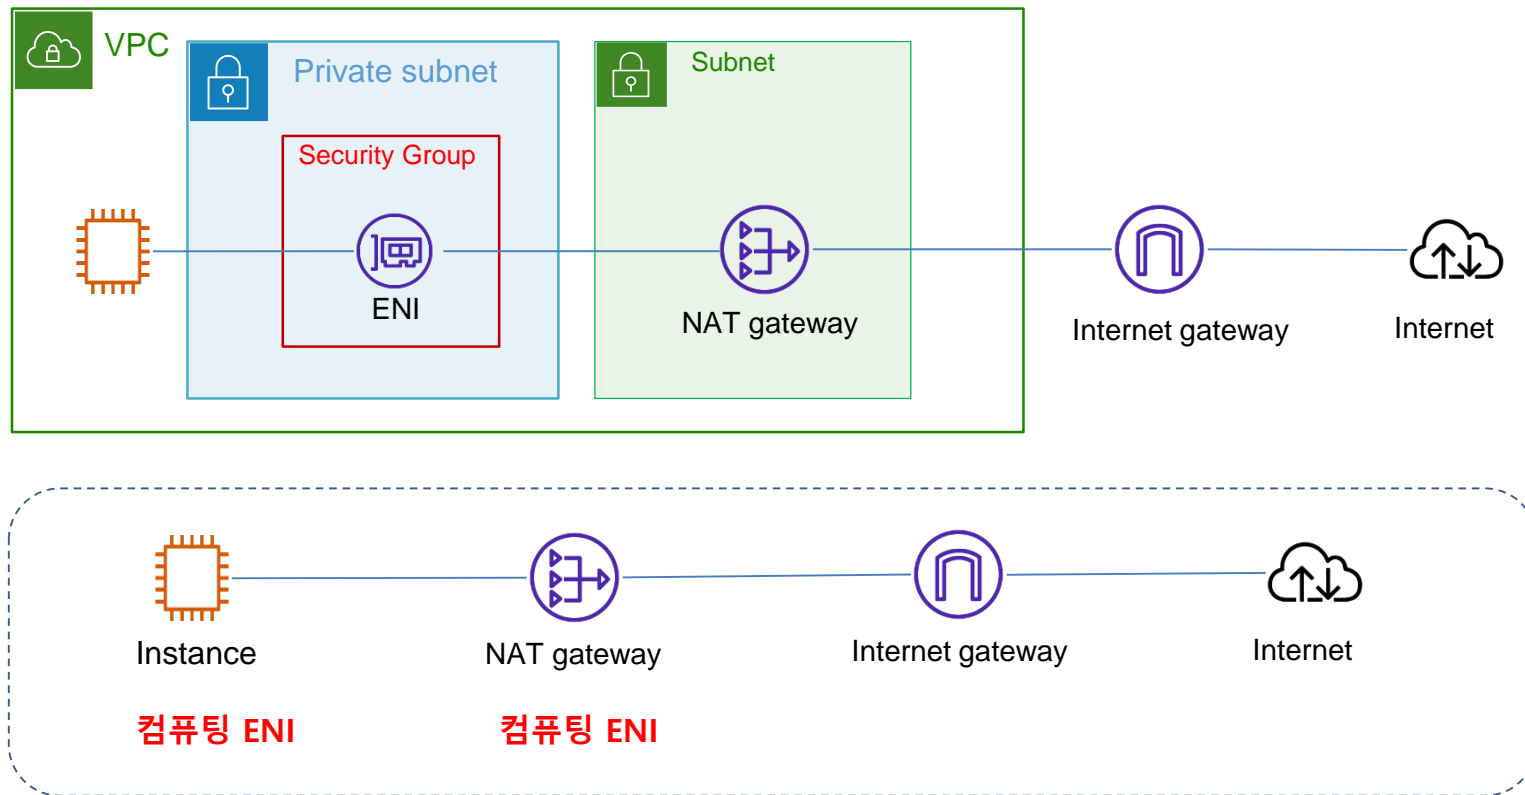 VPC
Private subnet
Subnet
Security Group
ENI
NAT gateway
Internet gateway
Internet
Instance
NAT gateway
Internet gateway
Internet
컴퓨팅 ENI
컴퓨팅 ENI